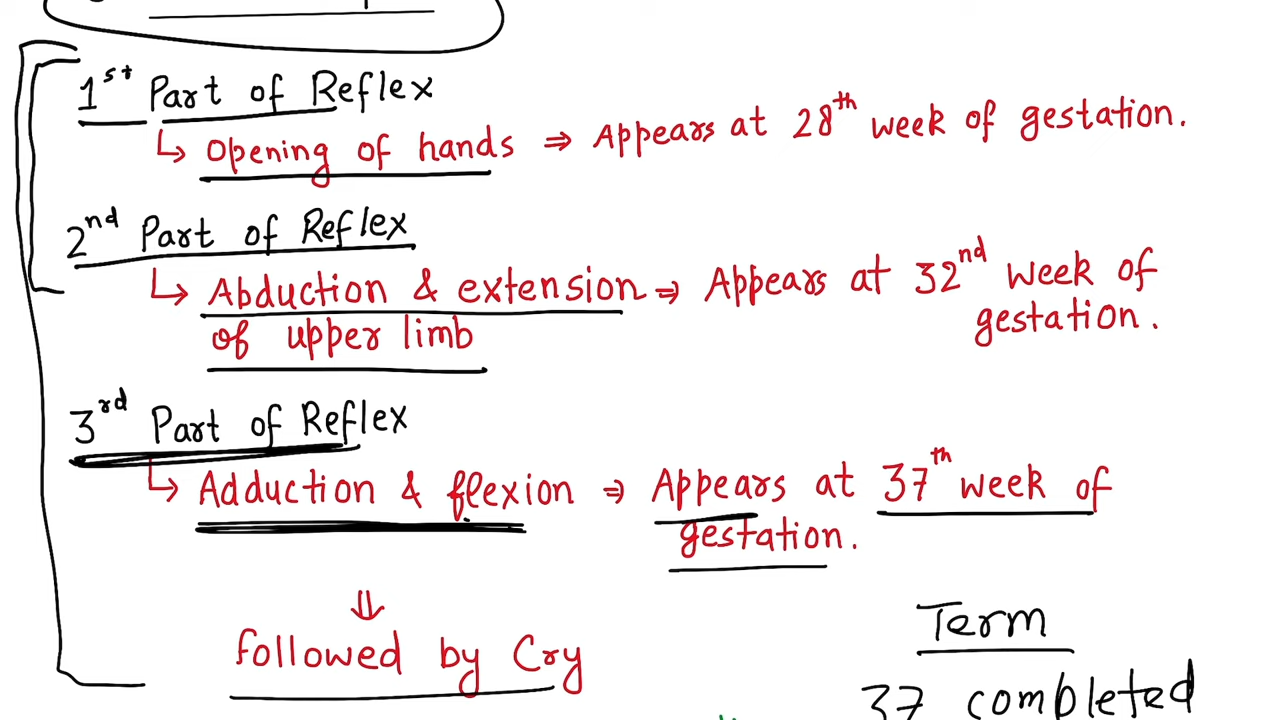 1st Part of Reflex
↳ Opening of hands ⇒ Appears at 28th week of gestation.
2nd Part of Reflex
↳ Abduction & extension ⇒ Appears at 32nd week of
of upper limb gestation.
3rd Part of Reflex
↳ Adduction & flexion ⇒ Appears at 37th week of
gestation.
⇓
followed by Cry
Term
37 completed